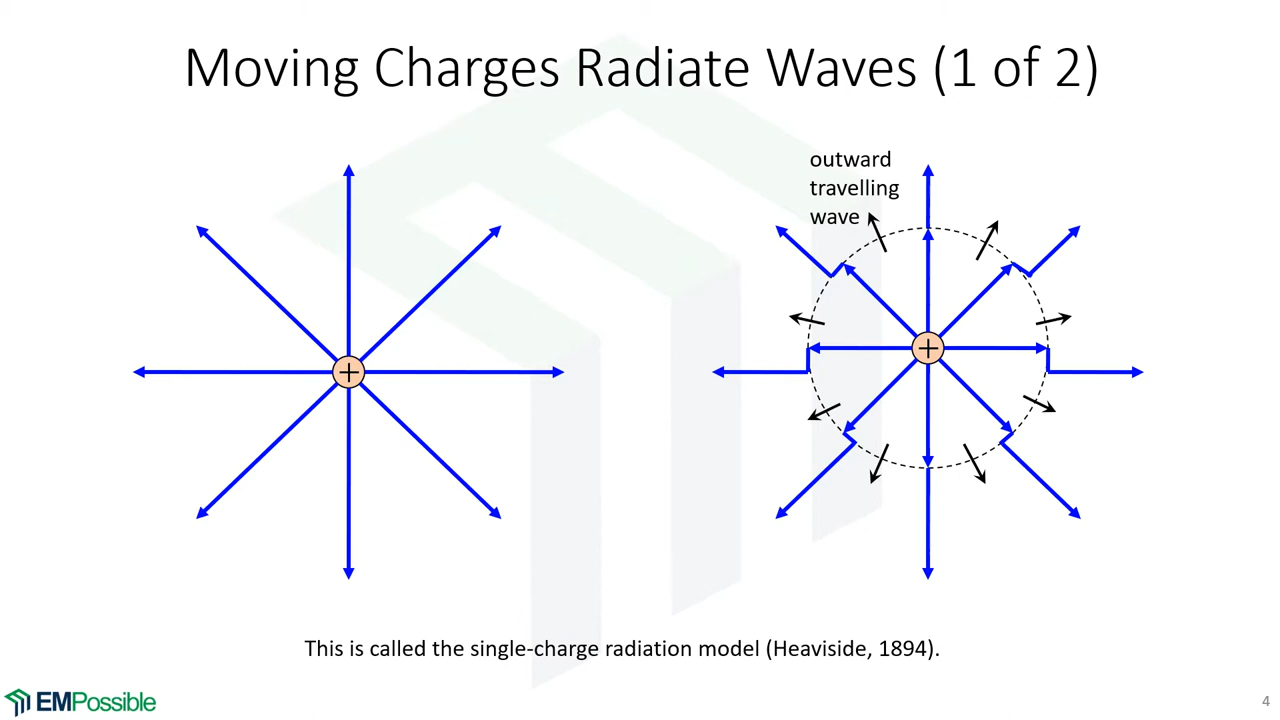 Moving Charges Radiate Waves (1 of 2)
outward
travelling
wave
+
+
This is called the single-charge radiation model (Heaviside, 1894).
EMPossible
4